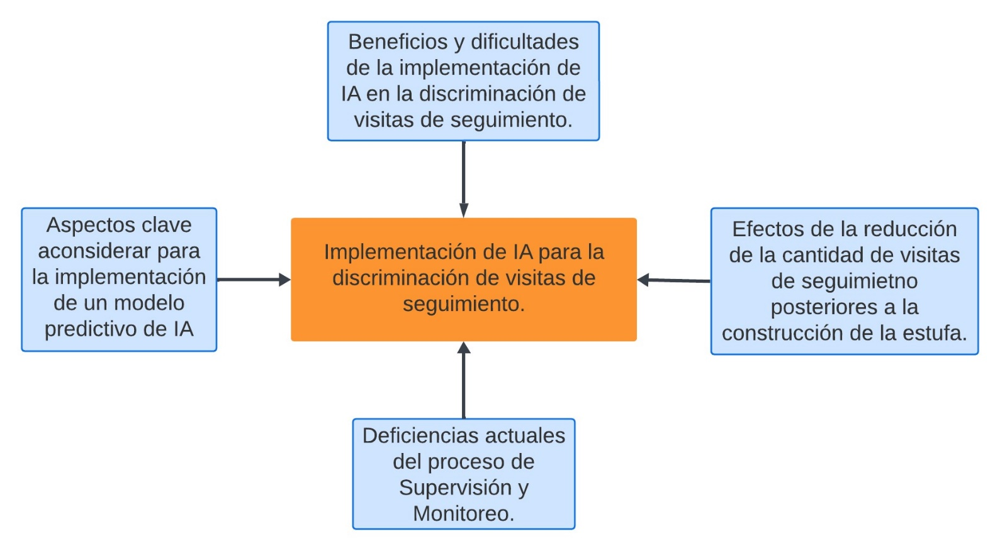 Beneficios y dificultades
de la implementación de
IA en la discriminación de
visitas de seguimiento.
Aspectos clave
aconsiderar para
la implementación
de un modelo
predictivo de IA
Implementación de IA para la
discriminación de visitas de
seguimiento.
Efectos de la reducción
de la cantidad de visitas
de seguimietno
posteriores a la
construcción de la estufa.
Deficiencias actuales
del proceso de
Supervisión y
Monitoreo.